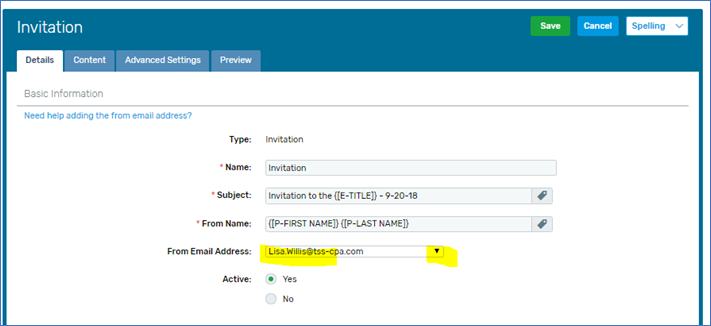 Invitation
Save Cancel Spelling
Details Content Advanced Settings Preview
Basic Information
Need help adding the from email address?
Type: Invitation
* Name: Invitation
* Subject: Invitation to the {[E-TITLE]} - 9-20-18
* From Name: {[P-FIRST NAME]} {[P-LAST NAME]}
From Email Address: Lisa.Willis@tss-cpa.com
Active: Yes
No